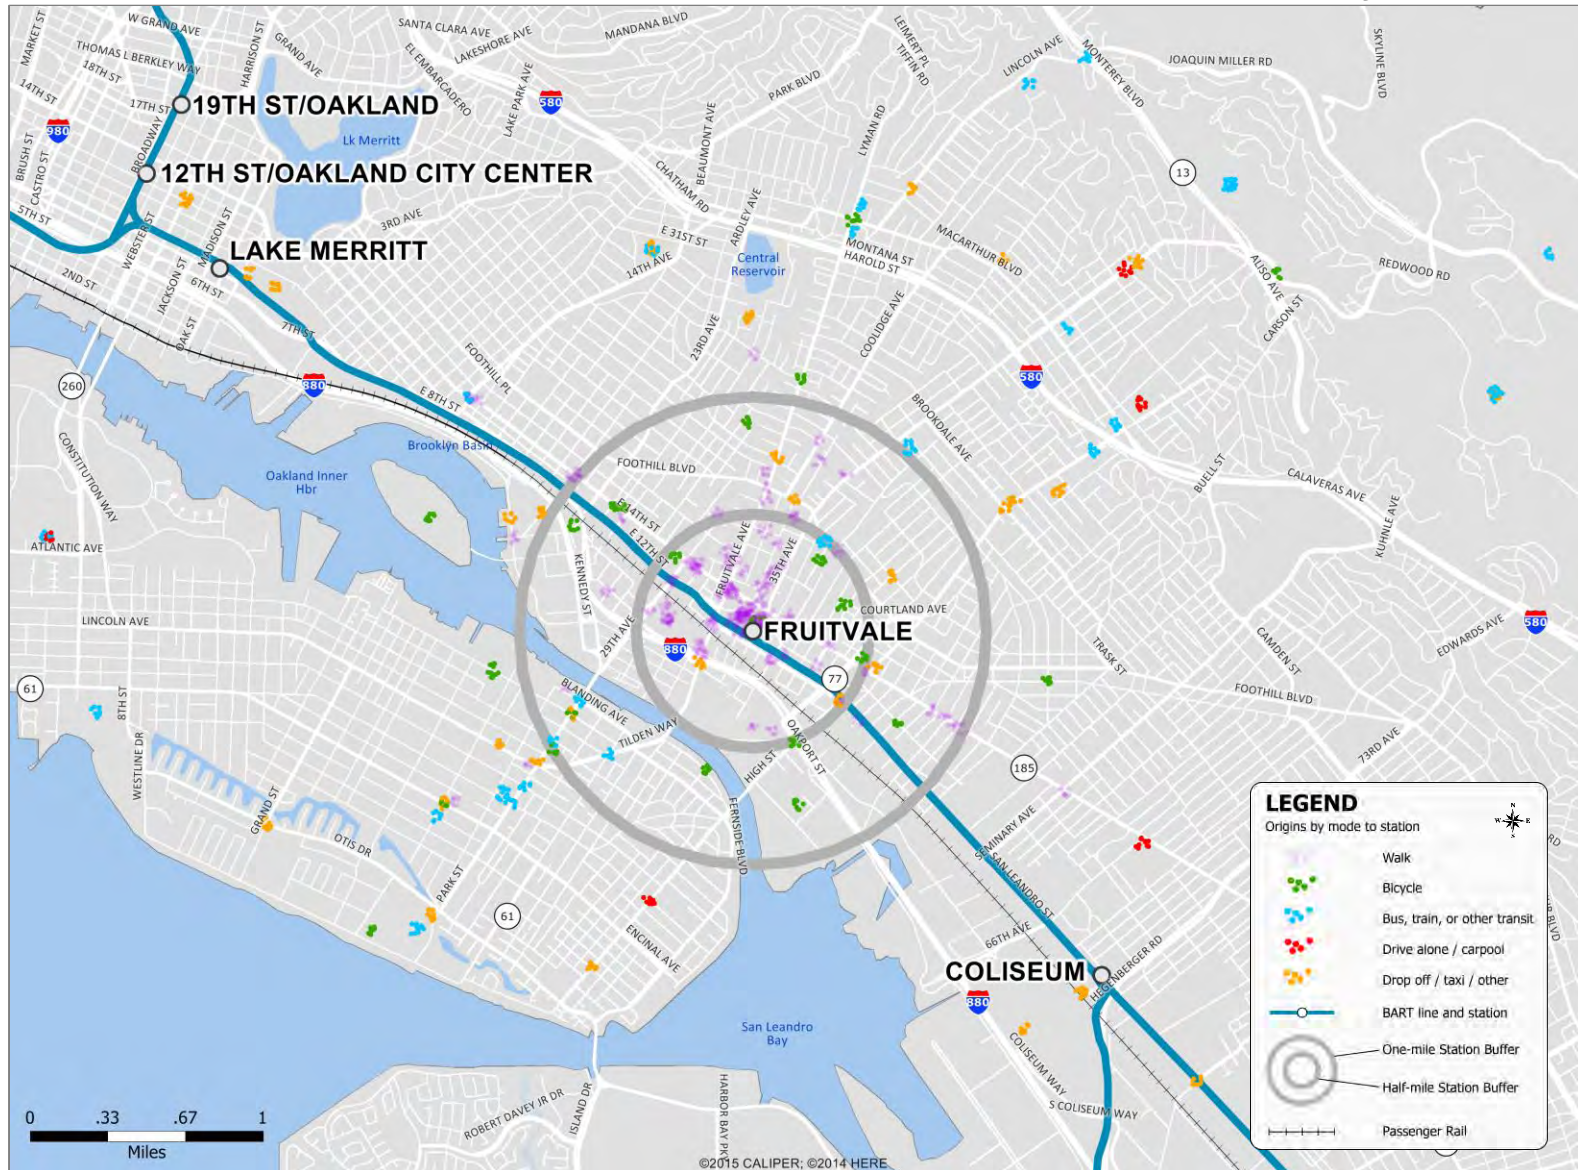 MARKET ST
W GRAND AVE
THOMAS L BERKLEY WAY
18TH ST
14TH ST
17TH ST
HARRISON ST
GRAND AVE
SANTA CLARA AVE
LAKESHORE AVE
EL EMBARCADERO
LAKE PARK AVE
MANDANA BLVD
580
PARK BLVD
BEAUMONT AVE
LEIMERT PL
TIFFIN RD
LINCOLN AVE
MONTEREY BLVD
JOAQUIN MILLER RD
SKYLINE BLVD
19TH ST/OAKLAND
980
BRUSH ST
CASTRO ST
BROADWAY
Lk Merritt
12TH ST/OAKLAND CITY CENTER
LYMAN RD
CHATHAM RD
13
5TH ST
WEBSTER ST
MADISON ST
3RD AVE
LAKE MERRITT
E 31ST ST
14TH AVE
ARDLEY AVE
Central
Reservoir
MONTANA ST
HAROLD ST
MACARTHUR BLVD
ALISO AVE
REDWOOD RD
CARSON ST
2ND ST
JACKSON ST
6TH ST
OAK ST
7TH ST
23RD AVE
COOLIDGE AVE
FOOTHILL PL
260
880
E 8TH ST
580
BROOKDALE AVE
Brooklyn Basin
CONSTITUTION WAY
Oakland Inner
Hbr
FOOTHILL BLVD
BUELL ST
CALAVERAS AVE
KUHNLE AVE
E 14TH ST
E 12TH ST
ATLANTIC AVE
KENNEDY ST
FRUITVALE AVE
35TH AVE
COURTLAND AVE
LINCOLN AVE
29TH AVE
880
FRUITVALE
580
EDWARDS AVE
CAMDEN ST
TRASK ST
61
8TH ST
77
FOOTHILL BLVD
BLANDING AVE
TILDEN WAY
OAKPORT ST
HIGH ST
73RD AVE
WESTLINE DR
185
GRAND ST
OTIS DR
FERNSIDE BLVD
SEMINARY AVE
SAN LEANDRO ST
PARK ST
61
ENCINAL AVE
66TH AVE
COLISEUM
HEGENBERGER RD
880
San Leandro
Bay
COLISEUM WAY
S COLISEUM WAY
ROBERT DAVEY JR DR
ISLAND DR
HARBOR BAY PK
LEGEND
N
W E
S
Origins by mode to station
Walk
Bicycle
Bus, train, or other transit
Drive alone / carpool
Drop off / taxi / other
BART line and station
One-mile Station Buffer
Half-mile Station Buffer
Passenger Rail
RD
BLVD
0 .33 .67 1
Miles
©2015 CALIPER; ©2014 HERE